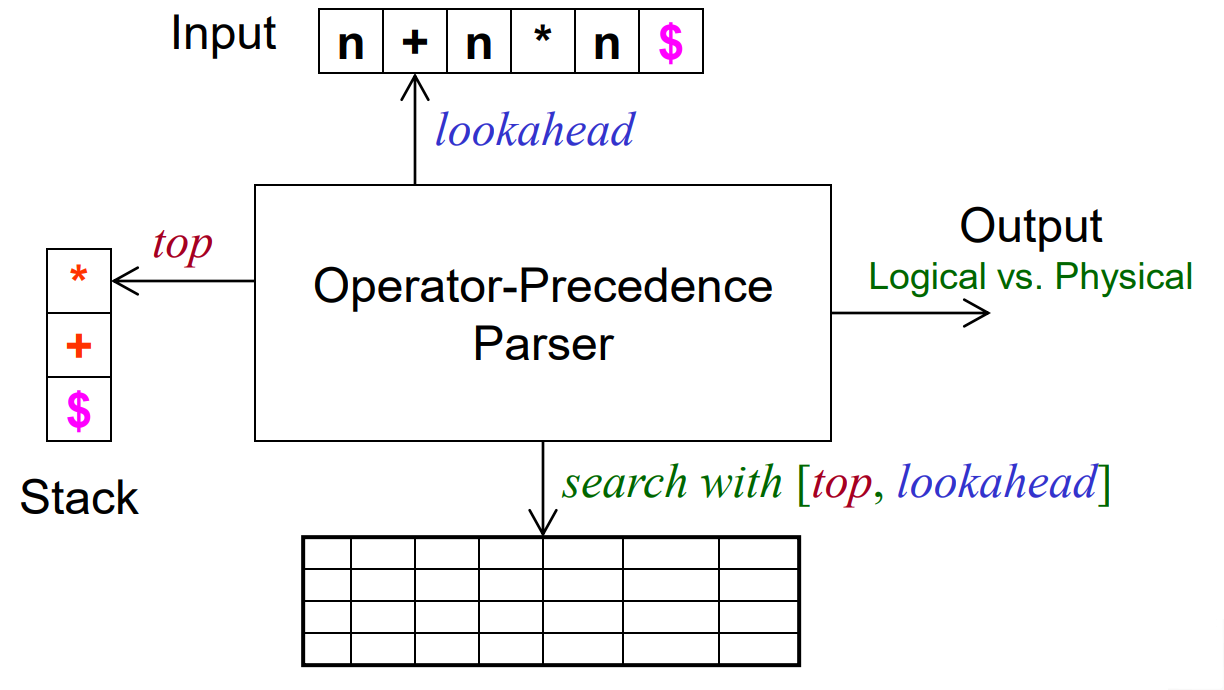 Input
n + n * n $
lookahead
top
Output
Logical vs. Physical
Operator-Precedence
Parser
*
+
$
Stack
search with [top, lookahead]